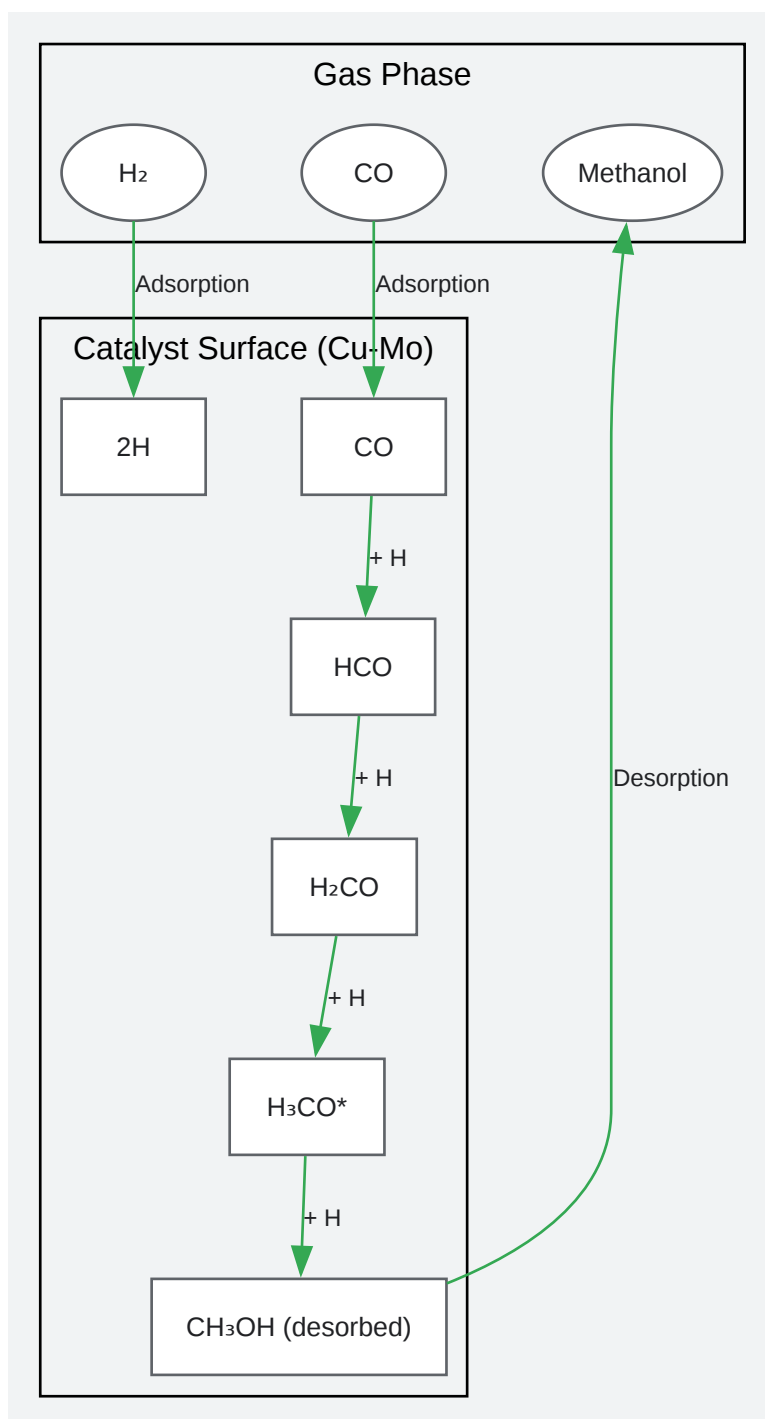 Gas Phase
H₂
CO
Methanol
Adsorption
Adsorption
Catalyst Surface (Cu-Mo)
2H
CO
+ H
HCO
+ H
Desorption
H₂CO
+ H
H₃CO*
+ H
CH₃OH (desorbed)